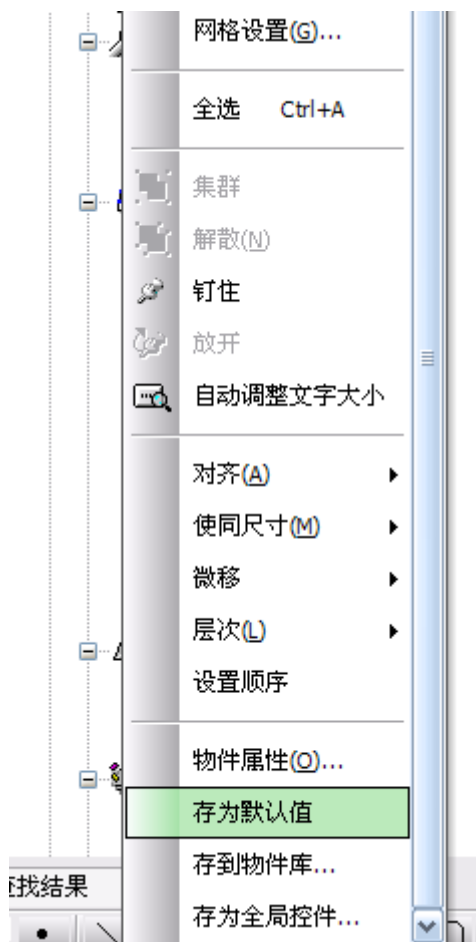 网格设置(G)...
全选 Ctrl+A
集群
解散(N)
钉住
放开
自动调整文字大小
对齐(A)
使同尺寸(M)
微移
层次(L)
设置顺序
物件属性(O)...
存为默认值
存到物件库...
找结果
存为全局控件...